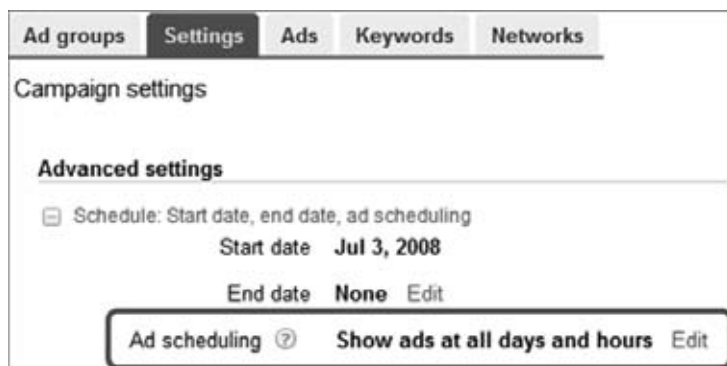 Ad groups Settings Ads Keywords Networks
Campaign settings
Advanced settings
Schedule: Start date, end date, ad scheduling
Start date Jul 3, 2008
End date None Edit
Ad scheduling ? Show ads at all days and hours Edit